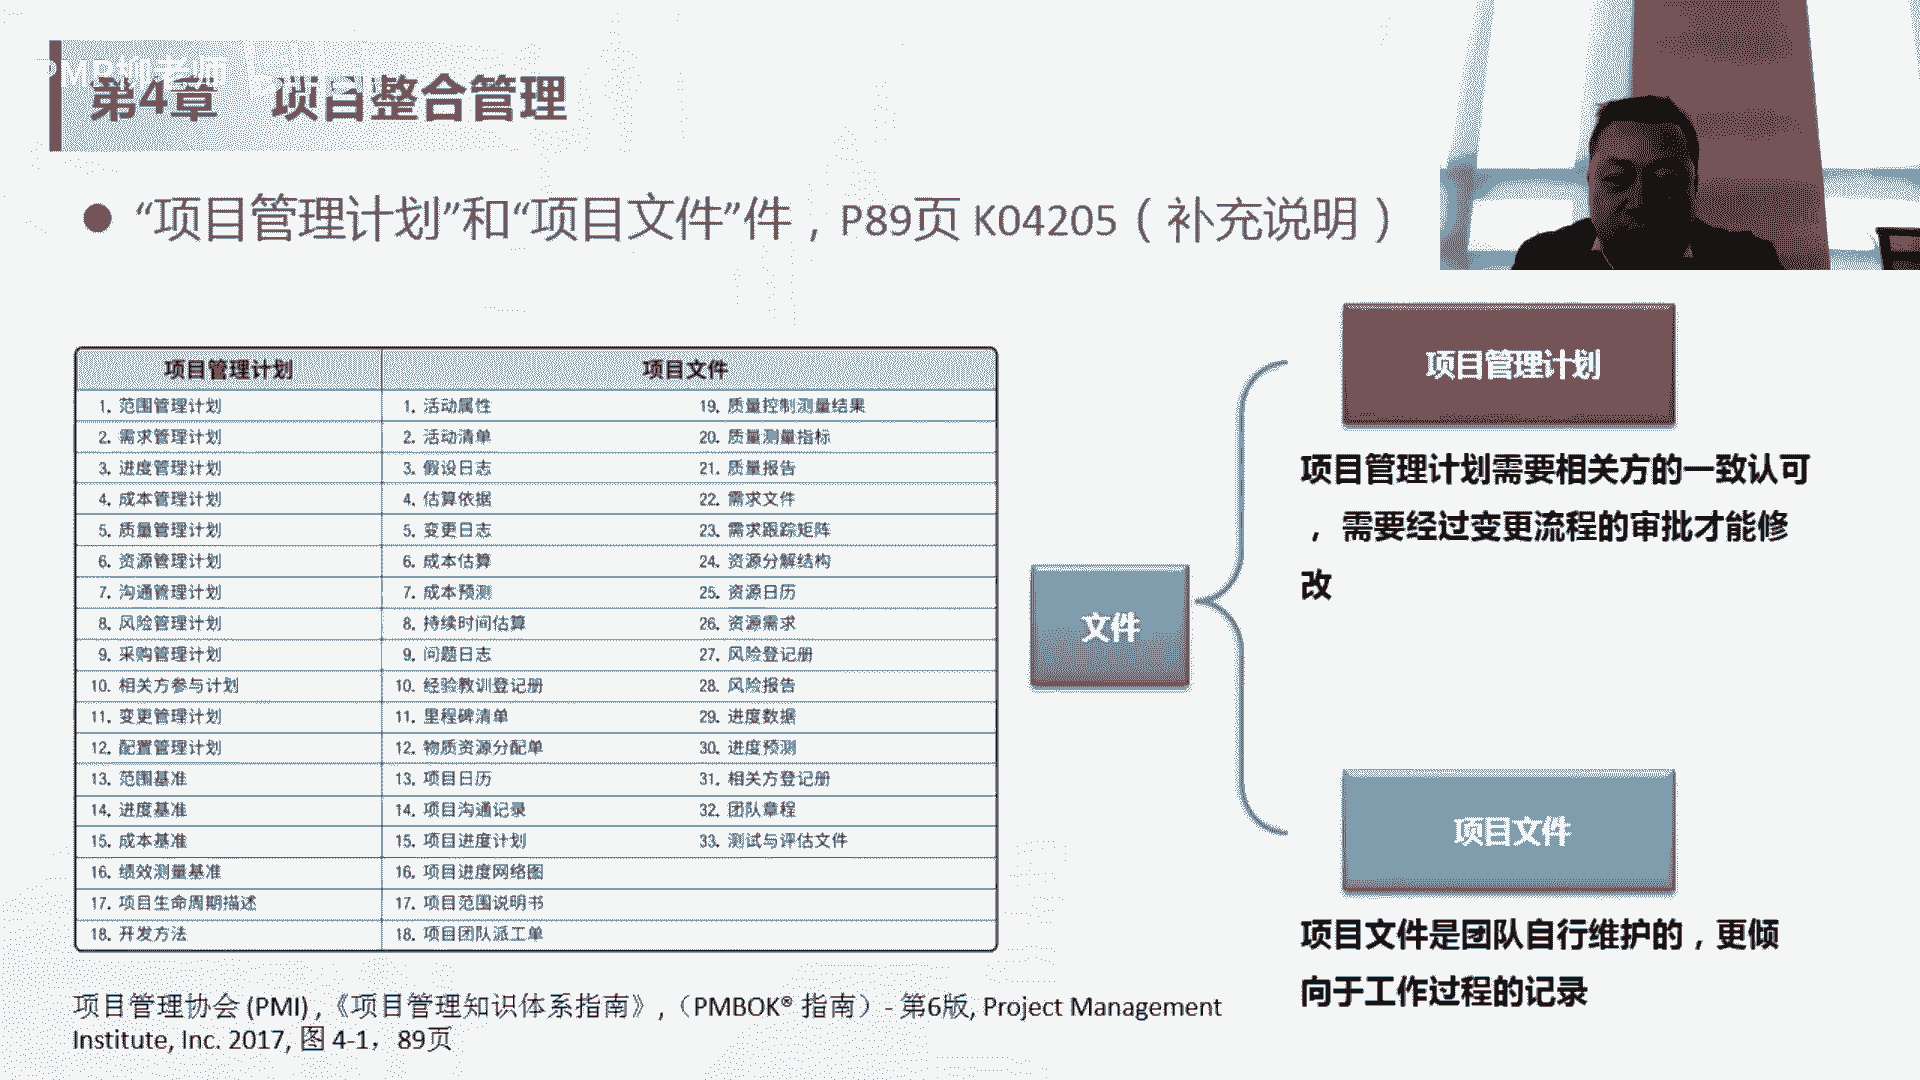 PMP柳老师
第4章 项目整合管理
● “项目管理计划”和“项目文件”件，P89页 K04205（补充说明）
项目管理计划 项目文件
1. 范围管理计划 1. 活动属性 19. 质量控制测量结果
2. 需求管理计划 2. 活动清单 20. 质量测量指标
3. 进度管理计划 3. 假设日志 21. 质量报告
4. 成本管理计划 4. 估算依据 22. 需求文件
5. 质量管理计划 5. 变更日志 23. 需求跟踪矩阵
6. 资源管理计划 6. 成本估算 24. 资源分解结构
7. 沟通管理计划 7. 成本预测 25. 资源日历
8. 风险管理计划 8. 持续时间估算 26. 资源需求
9. 采购管理计划 9. 问题日志 27. 风险登记册
10. 相关方参与计划 10. 经验教训登记册 28. 风险报告
11. 变更管理计划 11. 里程碑清单 29. 进度数据
12. 配置管理计划 12. 物质资源分配单 30. 进度预测
13. 范围基准 13. 项目日历 31. 相关方登记册
14. 进度基准 14. 项目沟通记录 32. 团队章程
15. 成本基准 15. 项目进度计划 33. 测试与评估文件
16. 绩效测量基准 16. 项目进度网络图
17. 项目生命周期描述 17. 项目范围说明书
18. 开发方法 18. 项目团队派工单
项目管理协会 (PMI) ,《项目管理知识体系指南》,（PMBOK® 指南）- 第6版, Project Management
Institute, Inc. 2017, 图 4-1，89页
文件
项目管理计划
项目管理计划需要相关方的一致认可
，需要经过变更流程的审批才能修
改
项目文件
项目文件是团队自行维护的，更倾
向于工作过程的记录